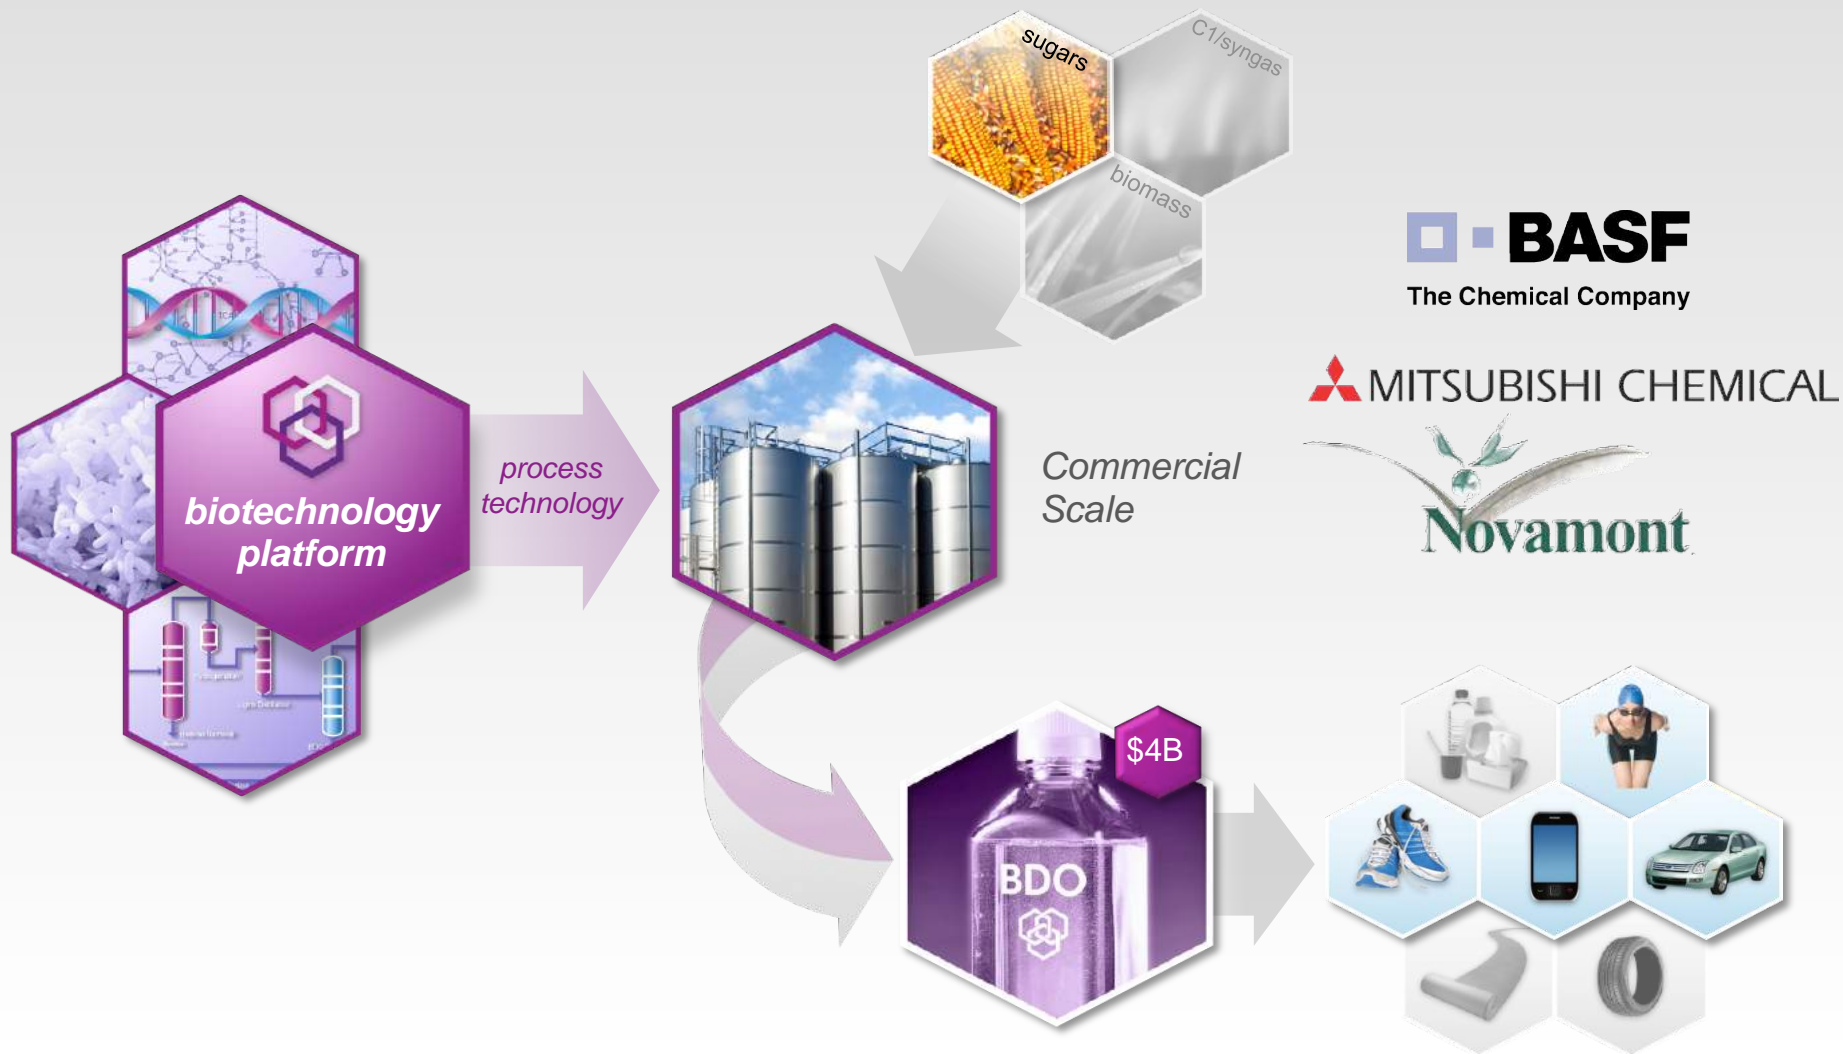 sugars
C1/syngas
biomass
BASF
The Chemical Company
MITSUBISHI CHEMICAL
Novamont
biotechnology
platform
process
technology
Commercial
Scale
$4B
BDO